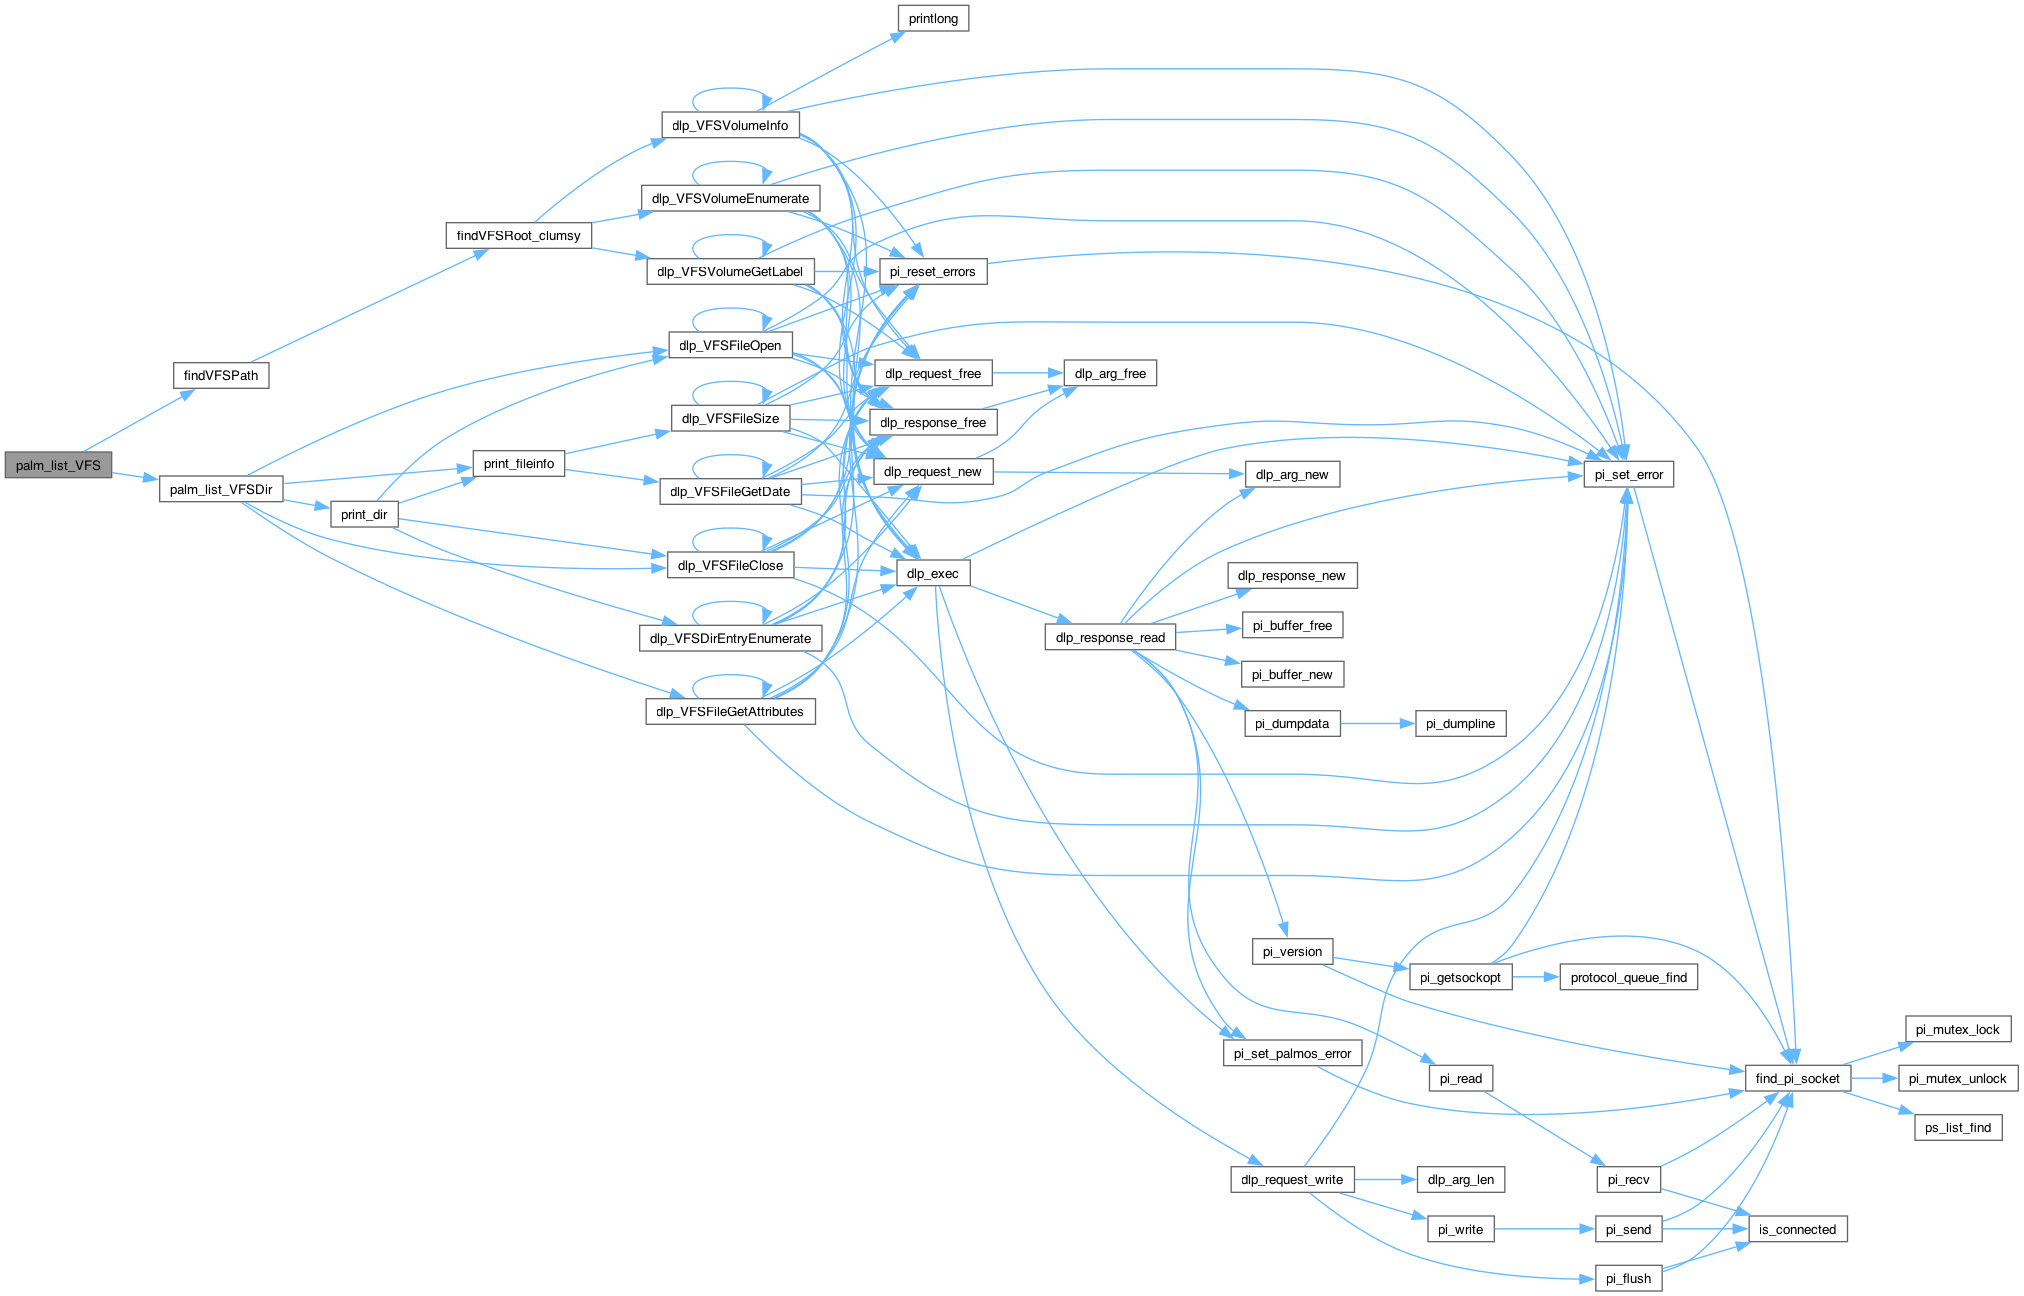 printlong
dlp_VFSVolumeInfo
dlp_VFSVolumeEnumerate
findVFSRoot_clumsy
dlp_VFSVolumeGetLabel
pi_reset_errors
dlp_VFSFileOpen
findVFSPath
dlp_request_free
dlp_arg_free
dlp_VFSFileSize
dlp_response_free
palm_list_VFS
print_fileinfo
dlp_request_new
dlp_arg_new
pi_set_error
palm_list_VFSDir
dlp_VFSFileGetDate
print_dir
dlp_VFSFileClose
dlp_exec
dlp_response_new
pi_buffer_free
dlp_VFSDirEntryEnumerate
dlp_response_read
pi_buffer_new
dlp_VFSFileGetAttributes
pi_dumpdata
pi_dumpline
pi_version
pi_getsockopt
protocol_queue_find
pi_mutex_lock
pi_set_palmos_error
pi_read
find_pi_socket
pi_mutex_unlock
ps_list_find
dlp_request_write
dlp_arg_len
pi_recv
pi_write
pi_send
is_connected
pi_flush